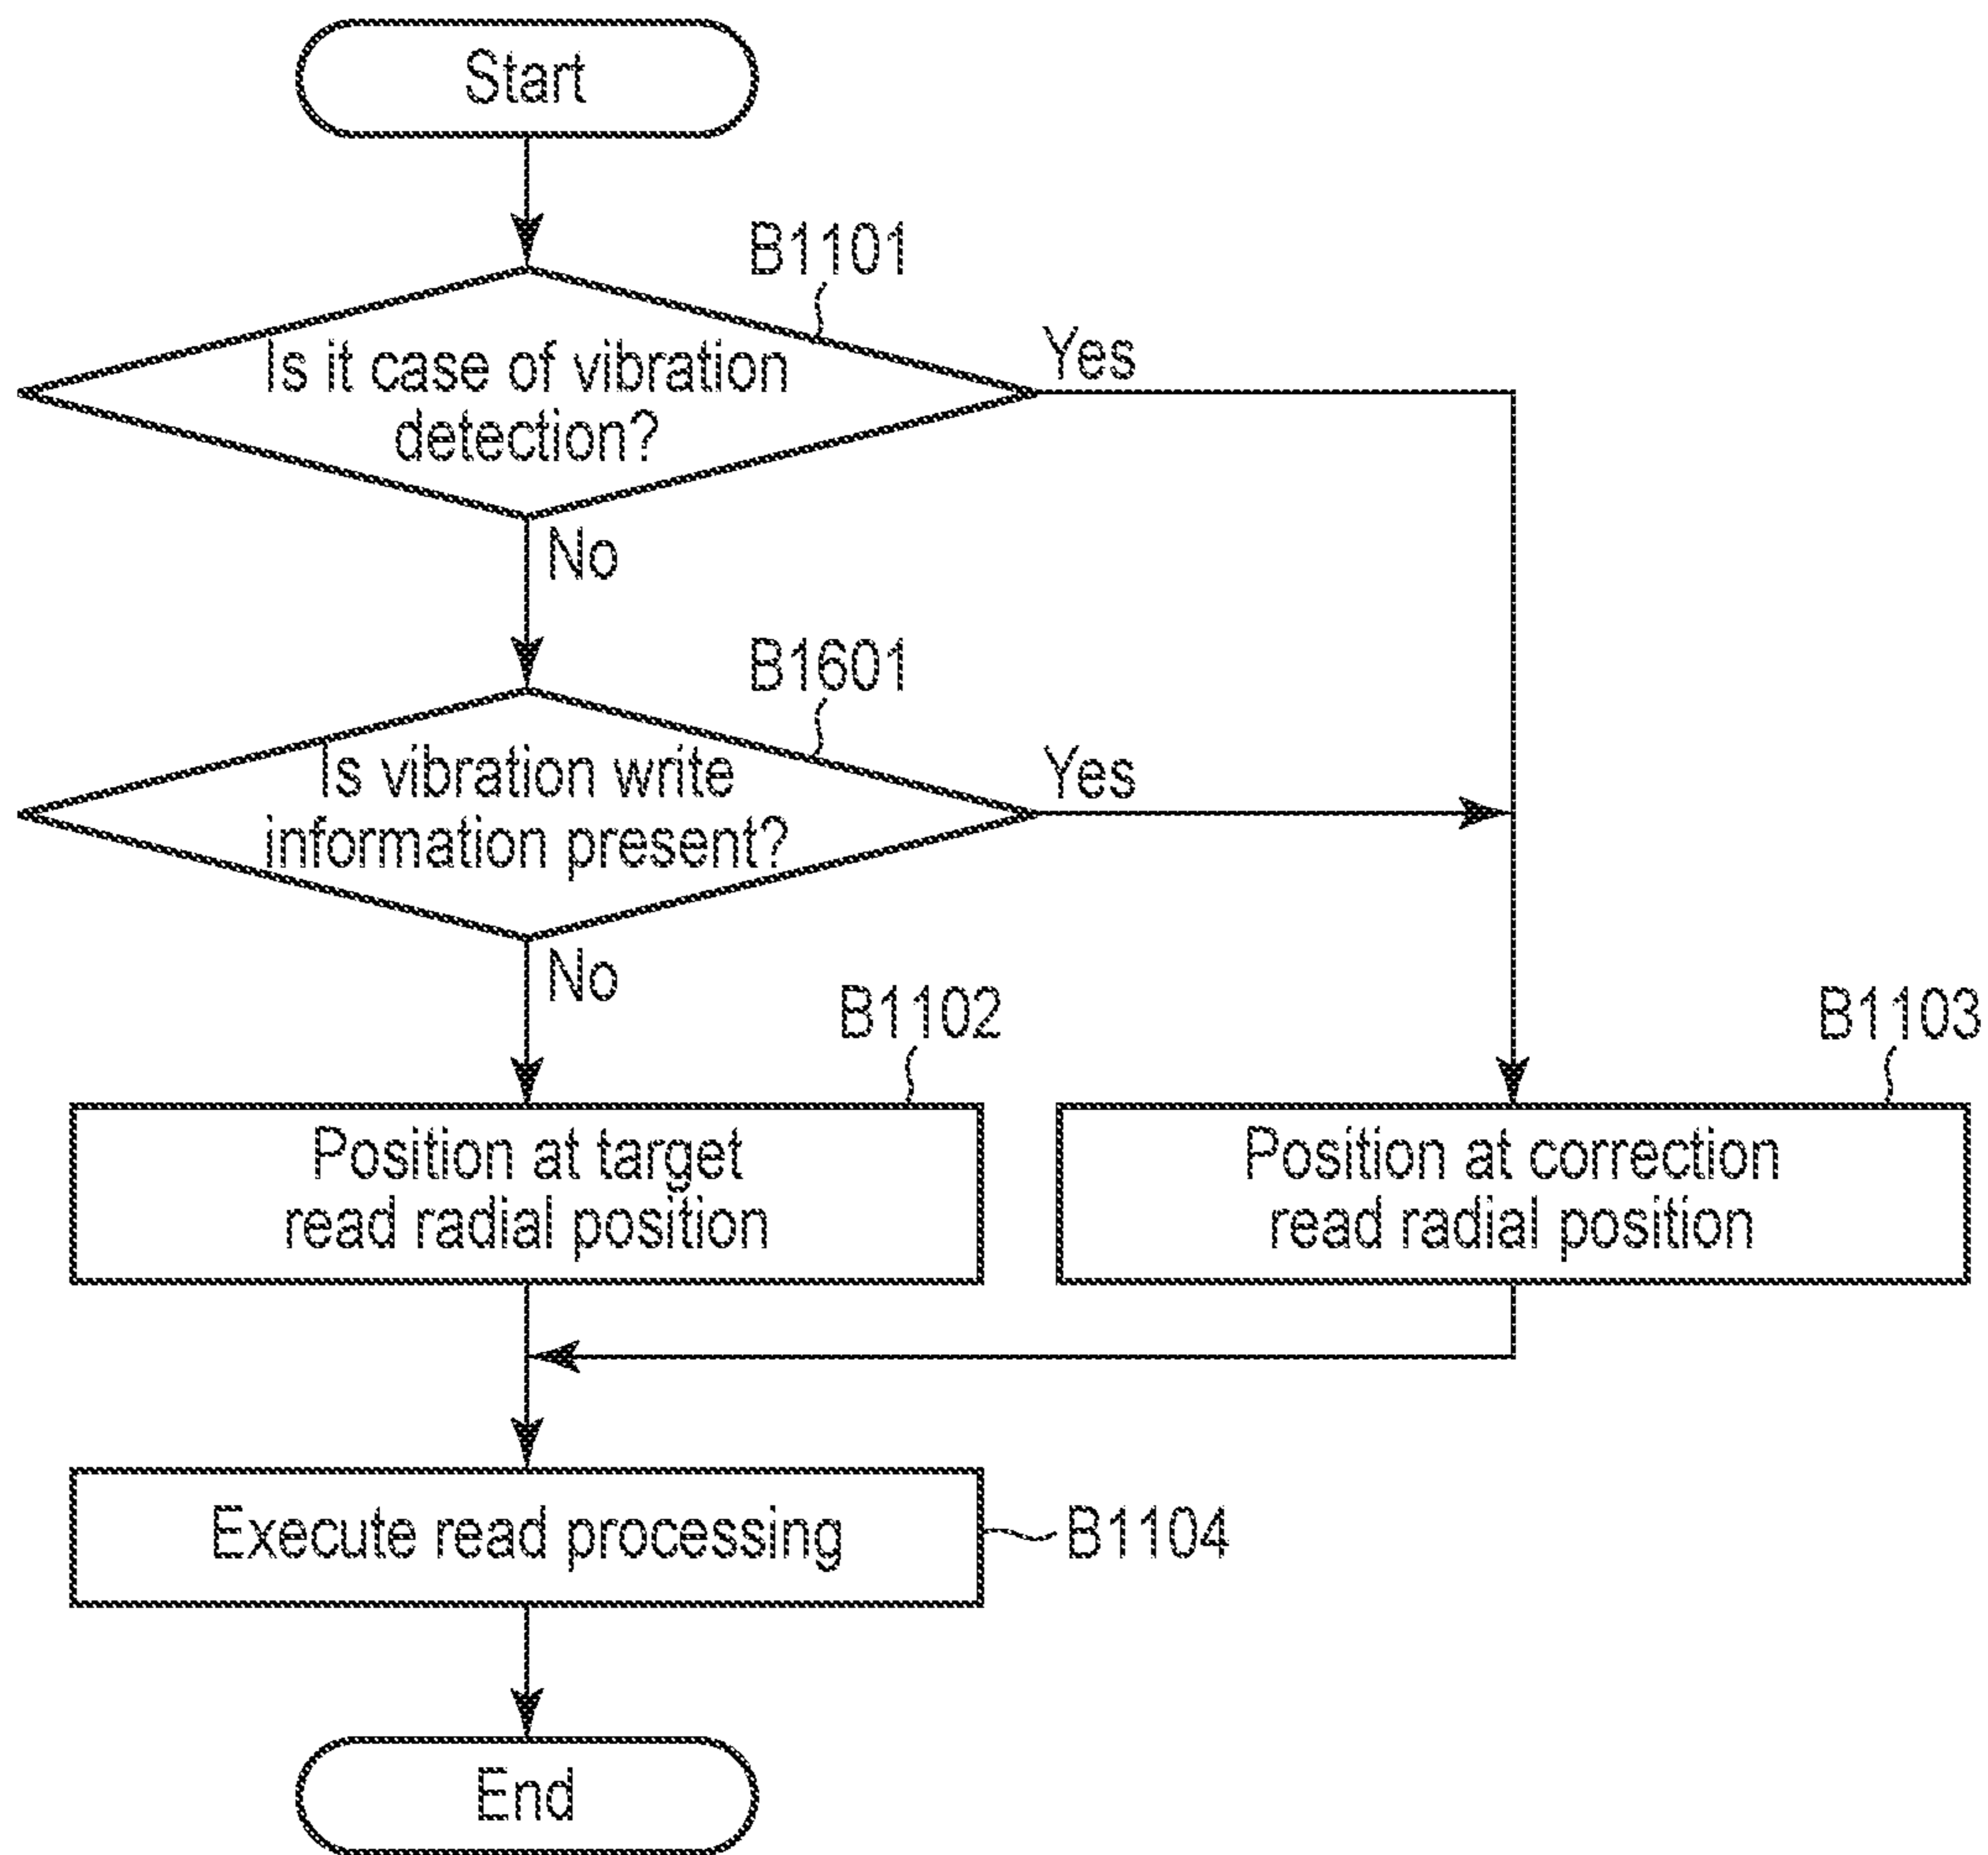 Start
B1101
Is it case of vibration
detection?
Yes
No
B1601
Is vibration write
information present?
Yes
No
B1102
B1103
Position at target
read radial position
Position at correction
read radial position
Execute read processing
B1104
End